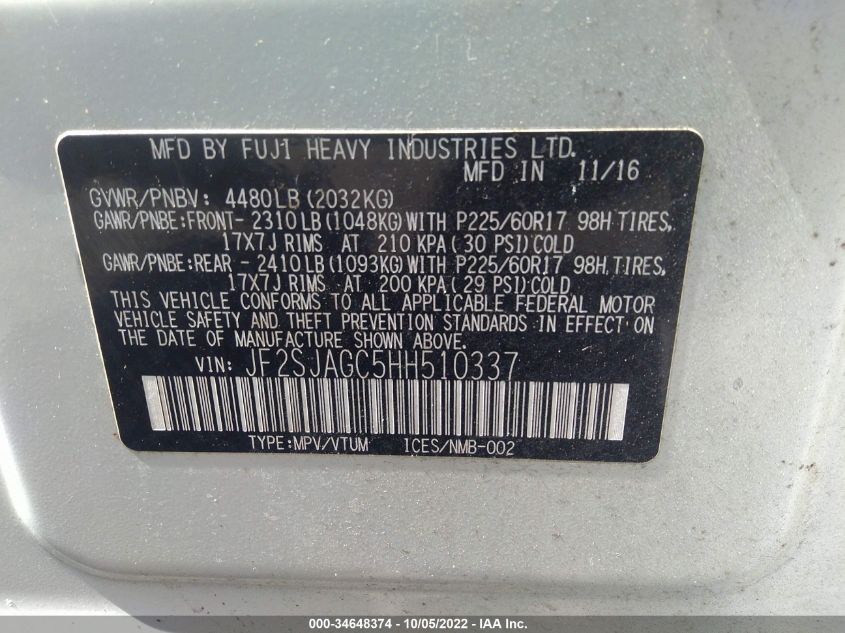 MFD BY FUJI HEAVY INDUSTRIES LTD.
MFD IN 11/16
GVWR/PNBV: 4480LB (2032KG)
GAWR/PNBE:FRONT- 2310LB (1048KG) WITH P225/60R17 98H TIRES,
17X7J RIMS AT 210 KPA ( 30 PSI) COLD
GAWR/PNBE:REAR - 2410LB (1093KG) WITH P225/60R17 98H TIRES,
17X7J RIMS AT 200 KPA (29 PSI) COLD
THIS VEHICLE CONFORMS TO ALL APPLICABLE FEDERAL MOTOR
VEHICLE SAFETY AND THEFT PREVENTION STANDARDS IN EFFECT ON
THE DATE OF MANUFACTURE SHOWN ABOVE.
VIN: JF2SJAGC5HH510337
TYPE:MPV/VTUM ICES/NMB-002
000-34648374 - 10/05/2022 - IAA Inc.